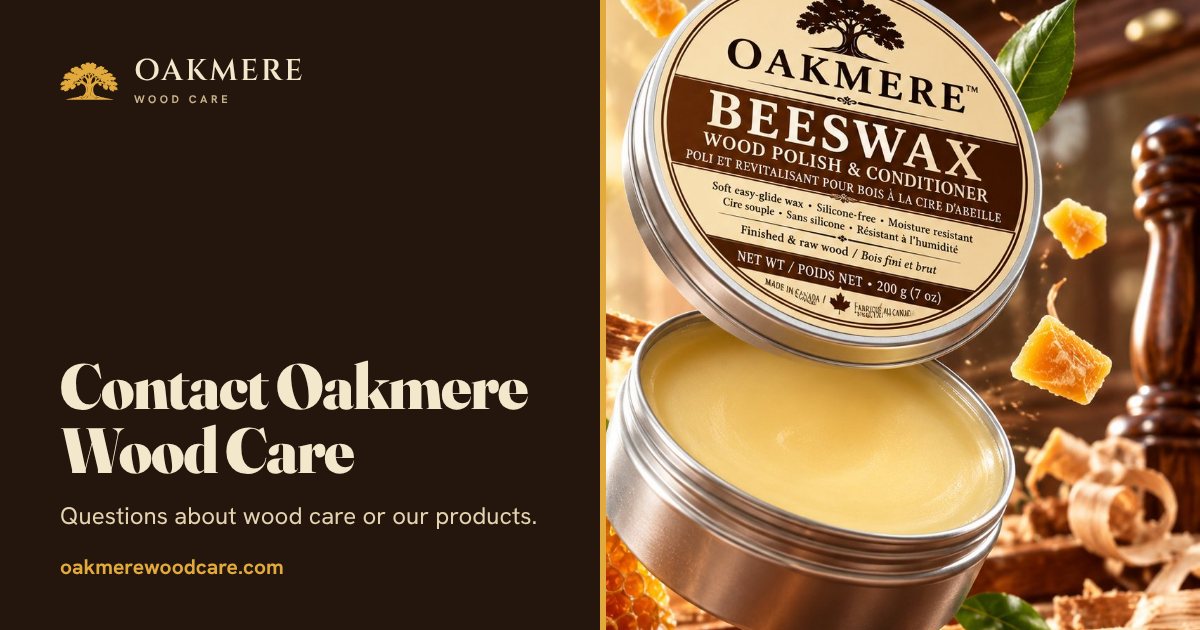 OAKMERE
WOOD CARE
Contact Oakmere
Wood Care
Questions about wood care or our products.
oakmerewoodcare.com
OAKMERE™
BEESWAX
WOOD POLISH & CONDITIONER
POLI ET REVITALISANT POUR BOIS À LA CIRE D'ABEILLE
Soft easy-glide wax • Silicone-free • Moisture resistant
Cire souple • Sans silicone • Résistant à l'humidité
Finished & raw wood / Bois fini et brut
NET WT / POIDS NET • 200 g (7 oz)
MADE IN CANADA /